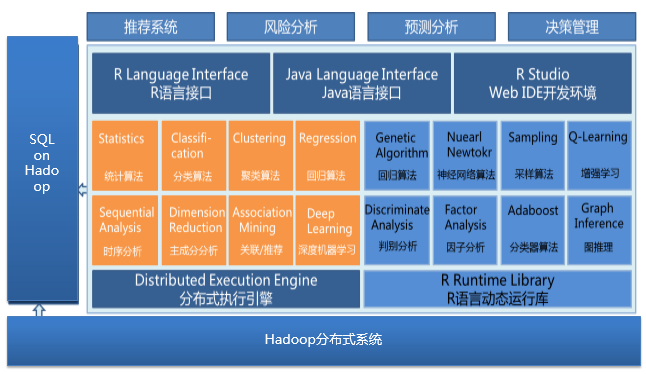 推荐系统
风险分析
预测分析
决策管理
SQL
on
Hado
op
R Language Interface
R语言接口
Java Language Interface
Java语言接口
R Studio
Web IDE开发环境
Statistics
统计算法
Classifi-
cation
分类算法
Clustering
聚类算法
Regression
回归算法
Genetic
Algorithm
回归算法
Nuearl
Newtokr
神经网络算法
Sampling
采样算法
Q-Learning
增强学习
Sequential
Analysis
时序分析
Dimension
Reduction
主成分分析
Association
Mining
关联/推荐
Deep
Learning
深度机器学习
Discriminate
Analysis
判别分析
Factor
Analysis
因子分析
Adaboost
分类器算法
Graph
Inference
图推理
Distributed Execution Engine
分布式执行引擎
R Runtime Library
R语言动态运行库
Hadoop分布式系统